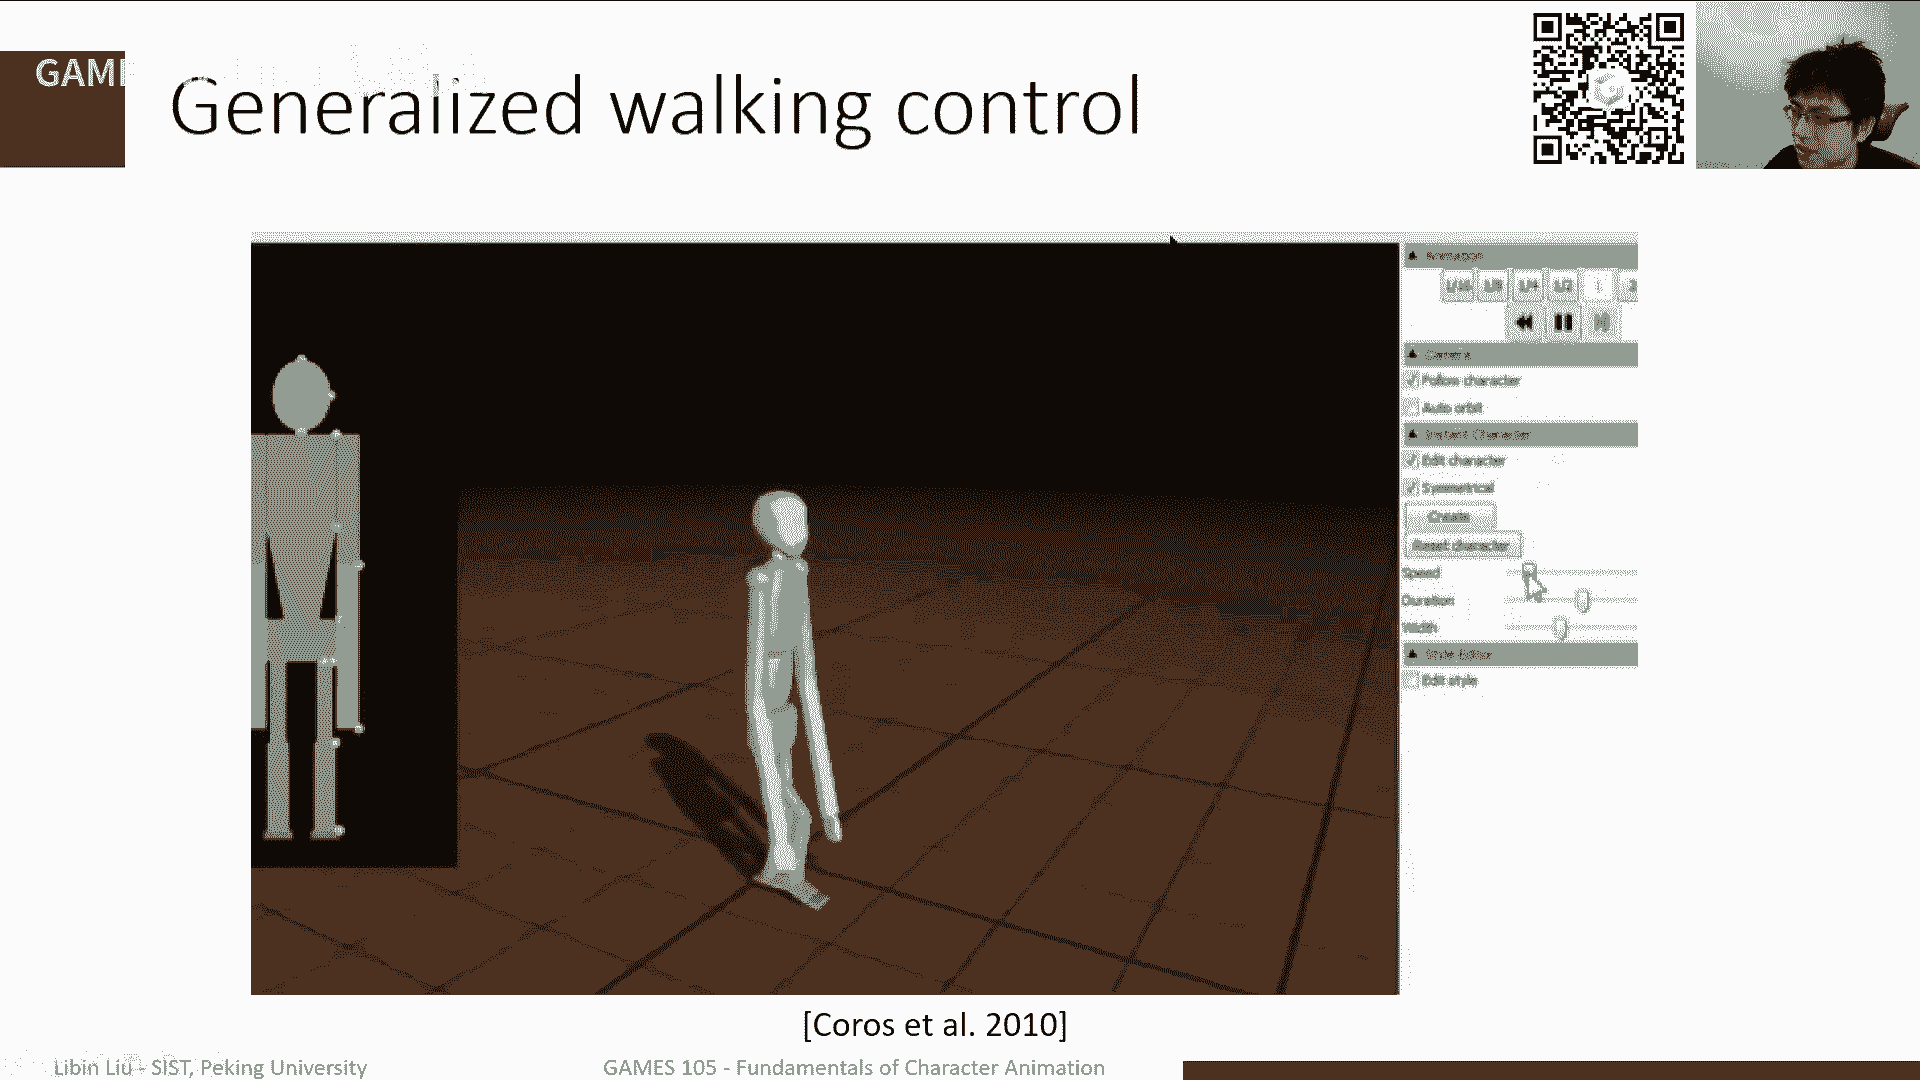 GAME
Generalized walking control
Animation
1/16 1/8 1/4 1/2 1 2
Camera
Follow character
Auto orbit
Instant Character
Edit character
Symmetrical
Create
Reset character
Speed
Duration
Width
Style Editor
Edit style
[Coros et al. 2010]
Libin Liu - SIST, Peking University
GAMES 105 - Fundamentals of Character Animation